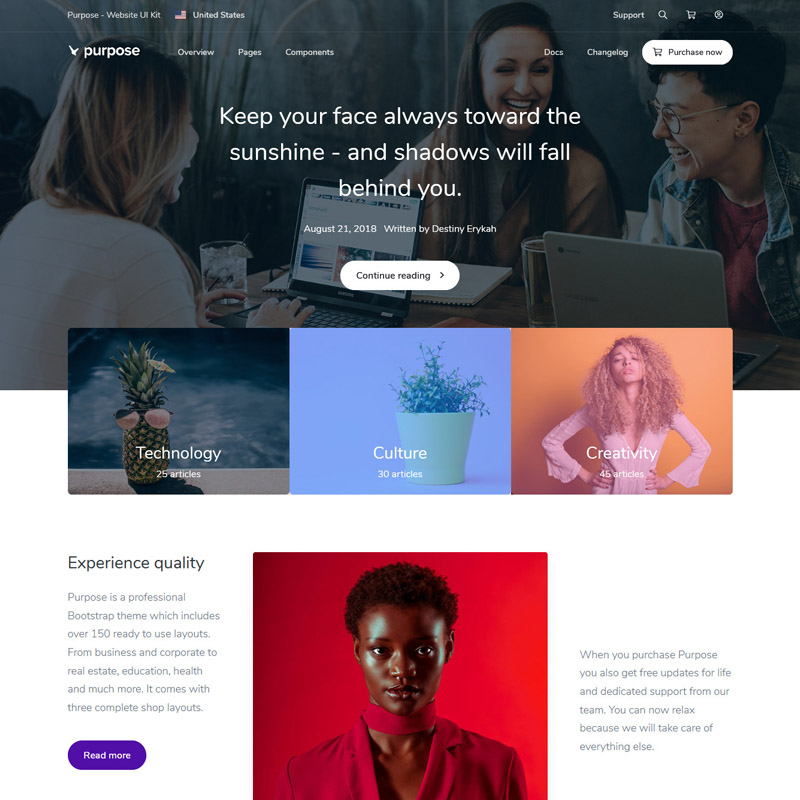 Purpose - Website UI Kit United States Support
purpose Overview Pages Components Docs Changelog Purchase now
Keep your face always toward the
sunshine - and shadows will fall
behind you.
August 21, 2018 Written by Destiny Erykah
Continue reading
Technology
25 articles
Culture
30 articles
Creativity
45 articles
Experience quality
Purpose is a professional
Bootstrap theme which includes
over 150 ready to use layouts.
From business and corporate to
real estate, education, health
and much more. It comes with
three complete shop layouts.
Read more
When you purchase Purpose
you also get free updates for life
and dedicated support from our
team. You can now relax
because we will take care of
everything else.